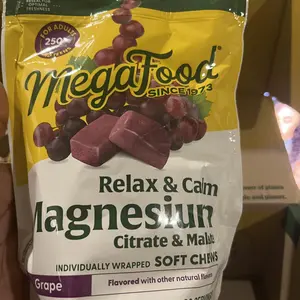 FOR ADULTS
250
MegaFood
SINCE 1973
Relax & Calm
Magnesium
Citrate & Malate
INDIVIDUALLY WRAPPED SOFT CHEWS
Grape
Flavored with other natural flavors